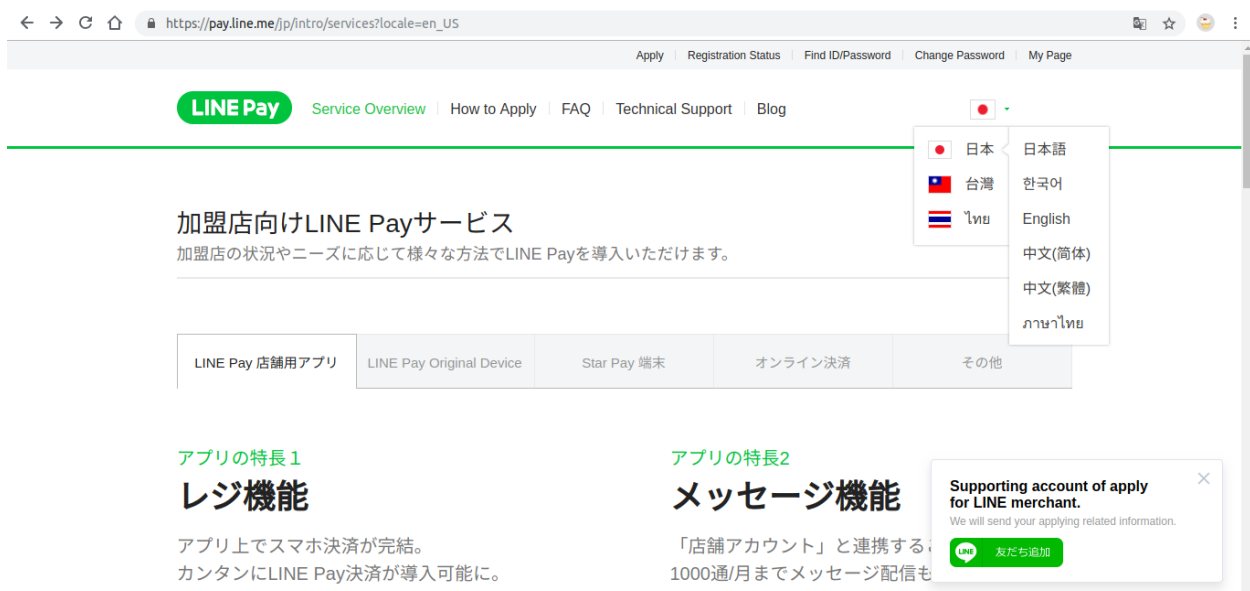 https://pay.line.me/jp/intro/services?locale=en_US
Apply Registration Status Find ID/Password Change Password My Page
LINE Pay Service Overview How to Apply FAQ Technical Support Blog
日本 日本語
台灣 한국어
ไทย English
中文(简体)
中文(繁體)
ภาษาไทย
加盟店向けLINE Payサービス
加盟店の状況やニーズに応じて様々な方法でLINE Payを導入いただけます。
LINE Pay 店舗用アプリ LINE Pay Original Device Star Pay 端末 オンライン決済 その他
アプリの特長1
レジ機能
アプリ上でスマホ決済が完結。
カンタンにLINE Pay決済が導入可能に。
アプリの特長2
メッセージ機能
「店舗アカウント」と連携する
1000通/月までメッセージ配信も
Supporting account of apply
for LINE merchant.
We will send your applying related information.
LINE 友だち追加